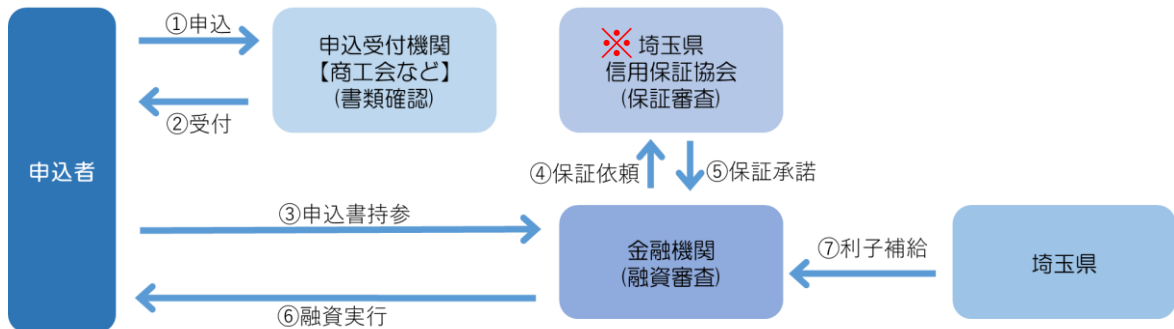 ①申込
申込受付機関
【商工会など】
(書類確認)
②受付
※ 埼玉県
信用保証協会
(保証審査)
申込者
④保証依頼
⑤保証承諾
③申込書持参
金融機関
(融資審査)
⑦利子補給
埼玉県
⑥融資実行